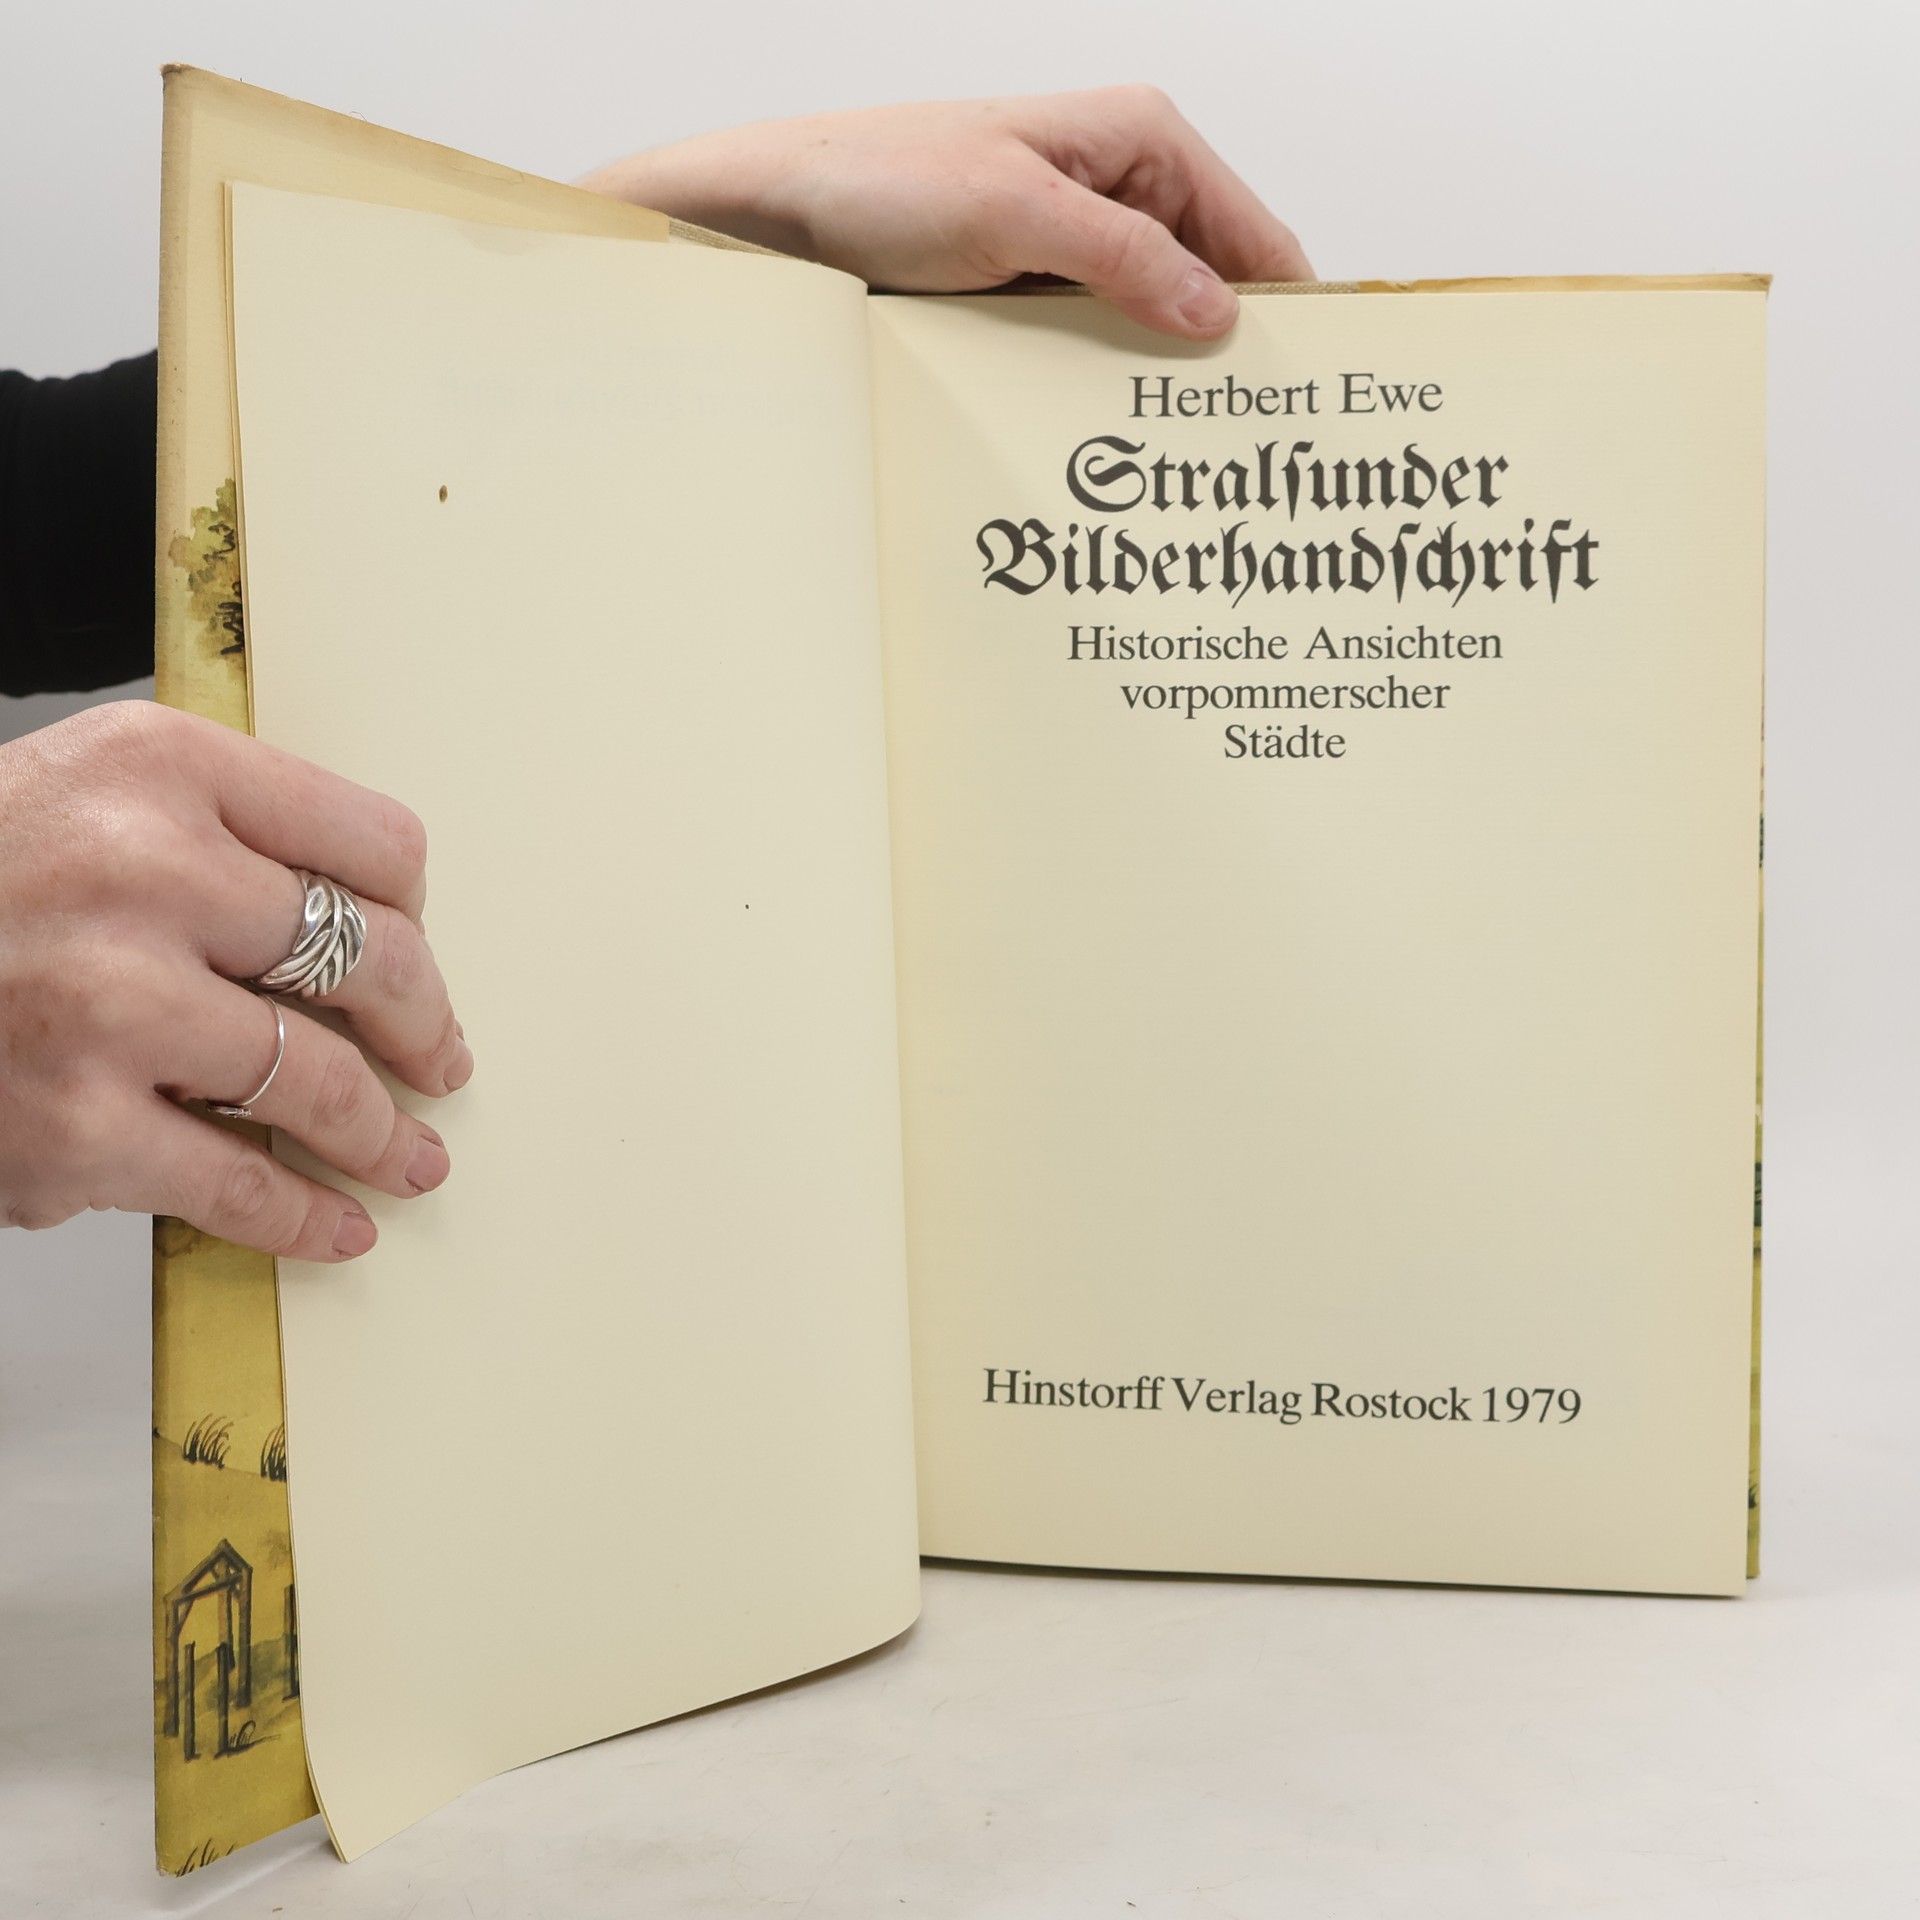 Herbert Ewe
Stralſunder
Bilderhandſchrift
Historische Ansichten
vorpommerscher
Städte
Hinstorff Verlag Rostock 1979